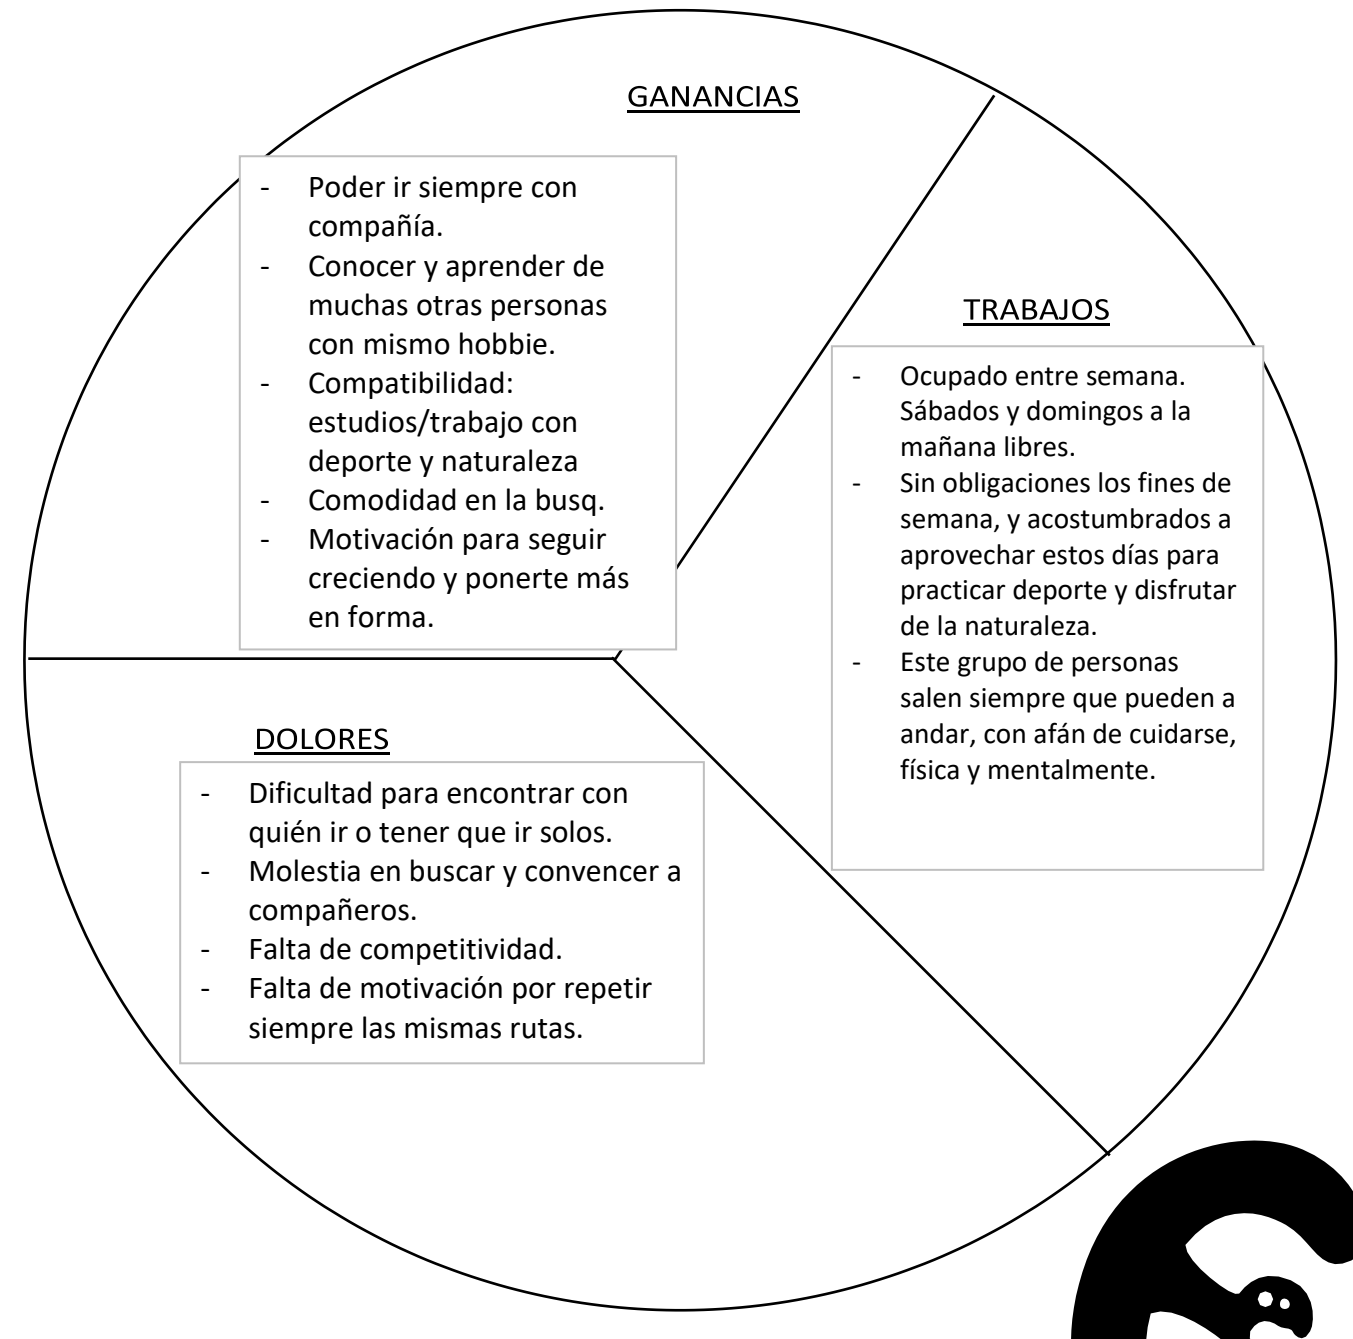 GANANCIAS
- Poder ir siempre con
compañía.
- Conocer y aprender de
muchas otras personas
con mismo hobbie.
- Compatibilidad:
estudios/trabajo con
deporte y naturaleza
- Comodidad en la busq.
- Motivación para seguir
creciendo y ponerte más
en forma.
TRABAJOS
- Ocupado entre semana.
Sábados y domingos a la
mañana libres.
- Sin obligaciones los fines de
semana, y acostumbrados a
aprovechar estos días para
practicar deporte y disfrutar
de la naturaleza.
- Este grupo de personas
salen siempre que pueden a
andar, con afán de cuidarse,
física y mentalmente.
DOLORES
- Dificultad para encontrar con
quién ir o tener que ir solos.
- Molestia en buscar y convencer a
compañeros.
- Falta de competitividad.
- Falta de motivación por repetir
siempre las mismas rutas.